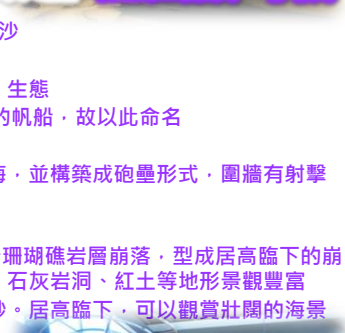 沙
生態
的帆船，故以此命名
海，並構築成砲壘形式，圍牆有射擊
珊瑚礁岩層崩落，型成居高臨下的崩
石灰岩洞、紅土等地形景觀豐富
。居高臨下，可以觀賞壯闊的海景